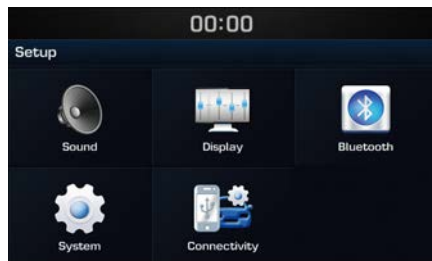 00:00
Setup
Sound
Display
Bluetooth
System
Connectivity